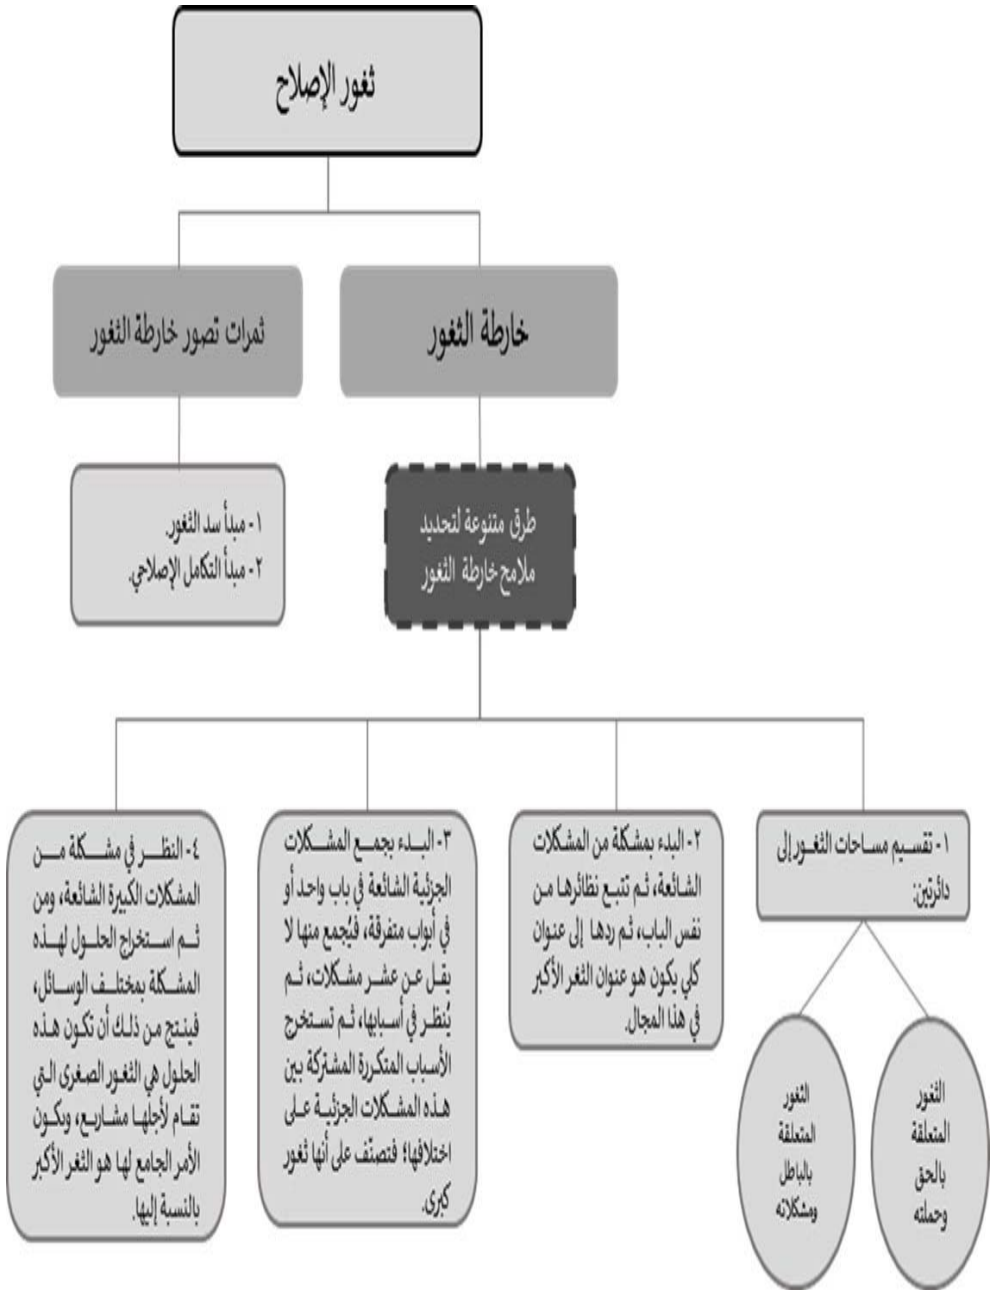 ثغور الإصلاح
خارطة الثغور
ثمرات تصور خارطة الثغور
طرق متنوعة لتحديد
ملامح خارطة الثغور
١- مبدأ سد الثغور.
٢- مبدأ التكامل الإصلاحي.
١- تقسيم مساحات الثغور إلى
دائرتين:
الثغور
المتعلقة
بالحق
وحملته
الثغور
المتعلقة
بالباطل
ومشكلاته
٢- البدء بمشكلة من المشكلات
الشائعة، ثم تتبع نظائرها من
نفس الباب، ثم ردها إلى عنوان
كلي يكون هو عنوان الثغر الأكبر
في هذا المجال.
٣- البدء بجمع المشكلات
الجزئية الشائعة في باب واحد أو
في أبواب متفرقة، فيُجمع منها لا
يقل عن عشر مشكلات، ثم
يُنظر في أسبابها، ثم تستخرج
الأسباب المتكررة المشتركة بين
هذه المشكلات الجزئية على
اختلافها؛ فتصنّف على أنها ثغور
كبرى.
٤- النظر في مشكلة من
المشكلات الكبيرة الشائعة، ومن
ثم استخراج الحلول لهذه
المشكلة بمختلف الوسائل،
فينتج من ذلك أن تكون هذه
الحلول هي الثغور الصغرى التي
تقام لأجلها مشاريع، ويكون
الأمر الجامع لها هو الثغر الأكبر
بالنسبة إليها.